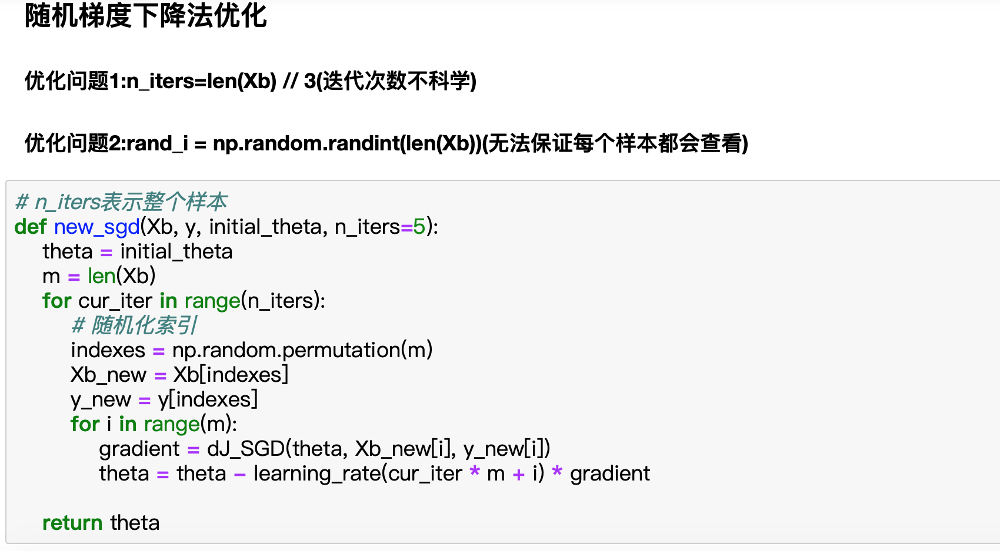 随机梯度下降法优化
优化问题1:n_iters=len(Xb) // 3(迭代次数不科学)
优化问题2:rand_i = np.random.randint(len(Xb))(无法保证每个样本都会查看)
# n_iters表示整个样本
def new_sgd(Xb, y, initial_theta, n_iters=5):
    theta = initial_theta
    m = len(Xb)
    for cur_iter in range(n_iters):
        # 随机化索引
        indexes = np.random.permutation(m)
        Xb_new = Xb[indexes]
        y_new = y[indexes]
        for i in range(m):
            gradient = dJ_SGD(theta, Xb_new[i], y_new[i])
            theta = theta - learning_rate(cur_iter * m + i) * gradient
    return theta